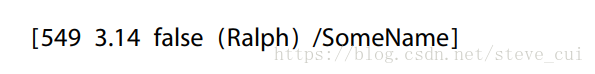 [549 3.14 false (Ralph) /SomeName]
https://blog.csdn.net/steve_cui